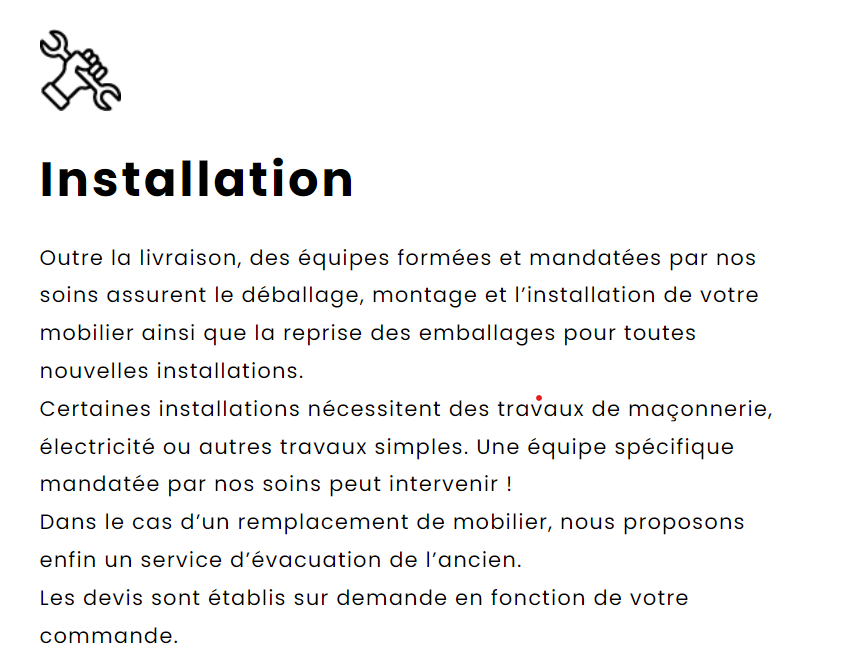 Installation
Outre la livraison, des équipes formées et mandatées par nos
soins assurent le déballage, montage et l’installation de votre
mobilier ainsi que la reprise des emballages pour toutes
nouvelles installations.
Certaines installations nécessitent des travaux de maçonnerie,
électricité ou autres travaux simples. Une équipe spécifique
mandatée par nos soins peut intervenir !
Dans le cas d’un remplacement de mobilier, nous proposons
enfin un service d’évacuation de l’ancien.
Les devis sont établis sur demande en fonction de votre
commande.